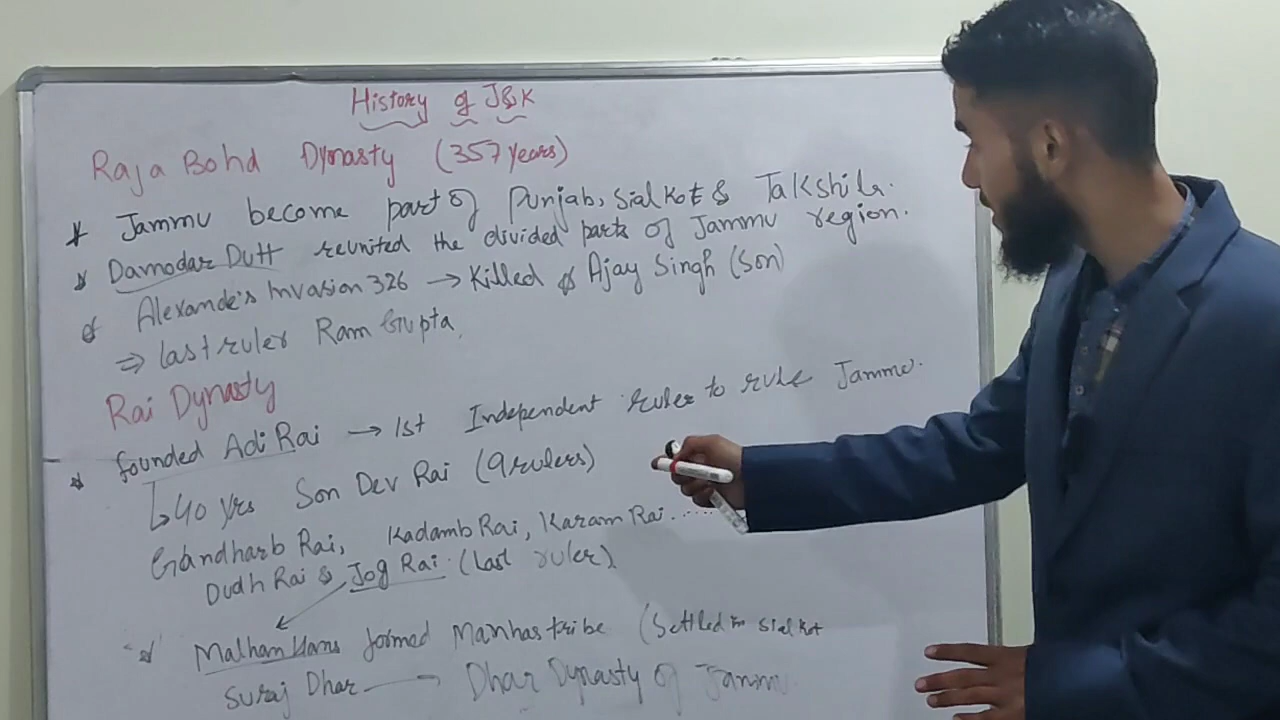 History of J&K
Raja Bohd Dynasty (357 years)
* Jammu become part of Punjab, Sialkot & Takshila.
* Damodar Dutt reunited the divided parts of Jammu region.
* Alexande's Invasion 326 → Killed of Ajay Singh (son)
⇒ last ruler Ram Gupta.
Rai Dynasty
* founded Adi Rai → 1st Independent ruler to rule Jammu.
↳ 40 yrs Son Dev Rai (9 rulers)
Gandharb Rai, Kadamb Rai, Karam Rai......
Dudh Rai & Jog Rai. (last ruler)
* Malhan Hans formed Manhas tribe (Settled in Sialkot
Suraj Dhar → Dhar Dynasty of Jammu